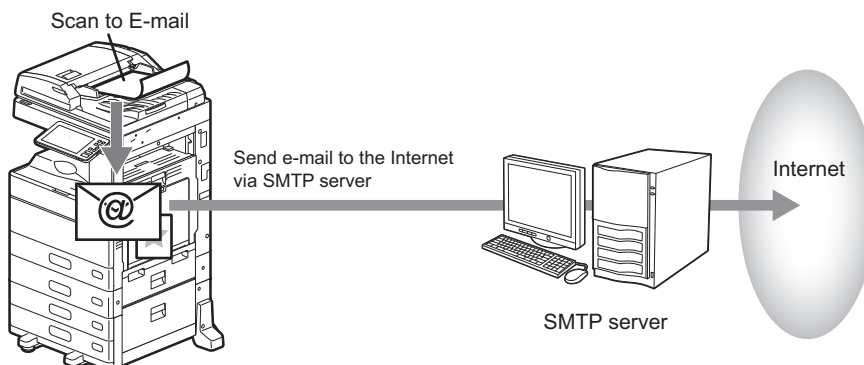 Scan to E-mail
Send e-mail to the Internet
via SMTP server
Internet
@
SMTP server